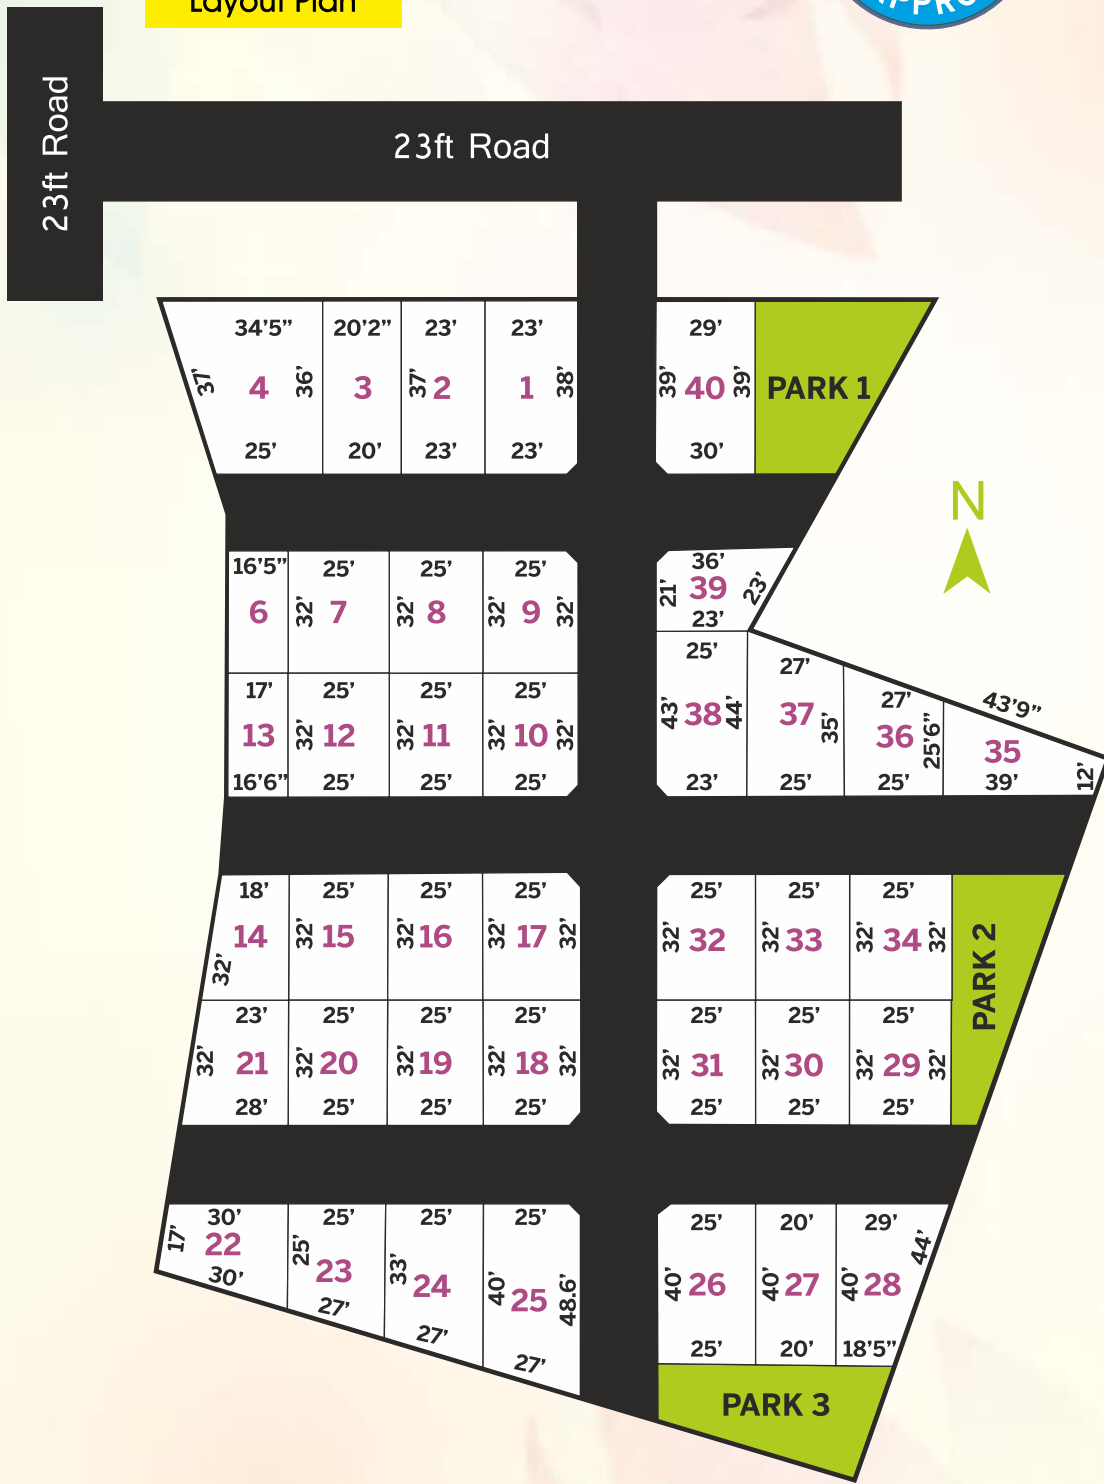 Layout Plan
23ft Road
23ft Road
34’5” 20’2” 23’ 23’ 29’
37’ 4 36’ 3 37’ 2 1 38’ 39’ 40 39’ PARK 1
25’ 20’ 23’ 23’ 30’
N
16’5” 25’ 25’ 25’ 36’
6 32’ 7 32’ 8 32’ 9 32’ 21’ 39 23’
23’
17’ 25’ 25’ 25’ 25’ 27’ 27’ 43’9”
13 32’ 12 32’ 11 32’ 10 32’ 43’ 38 44’ 37 35’ 36 25’6” 35 12’
16’6” 25’ 25’ 25’ 23’ 25’ 25’ 39’
18’ 25’ 25’ 25’ 25’ 25’ 25’
32’ 14 32’ 15 32’ 16 32’ 17 32’ 32’ 32 32’ 33 32’ 34 32’ PARK 2
23’ 25’ 25’ 25’ 25’ 25’ 25’
32’ 21 32’ 20 32’ 19 32’ 18 32’ 32’ 31 32’ 30 32’ 29 32’
28’ 25’ 25’ 25’ 25’ 25’ 25’
30’ 25’ 25’ 25’ 25’ 20’ 29’
17’ 22 25’ 23 33’ 24 40’ 25 48.6’ 40’ 26 40’ 27 40’ 28 44’
30’ 27’ 27’ 27’ 25’ 20’ 18’5”
PARK 3